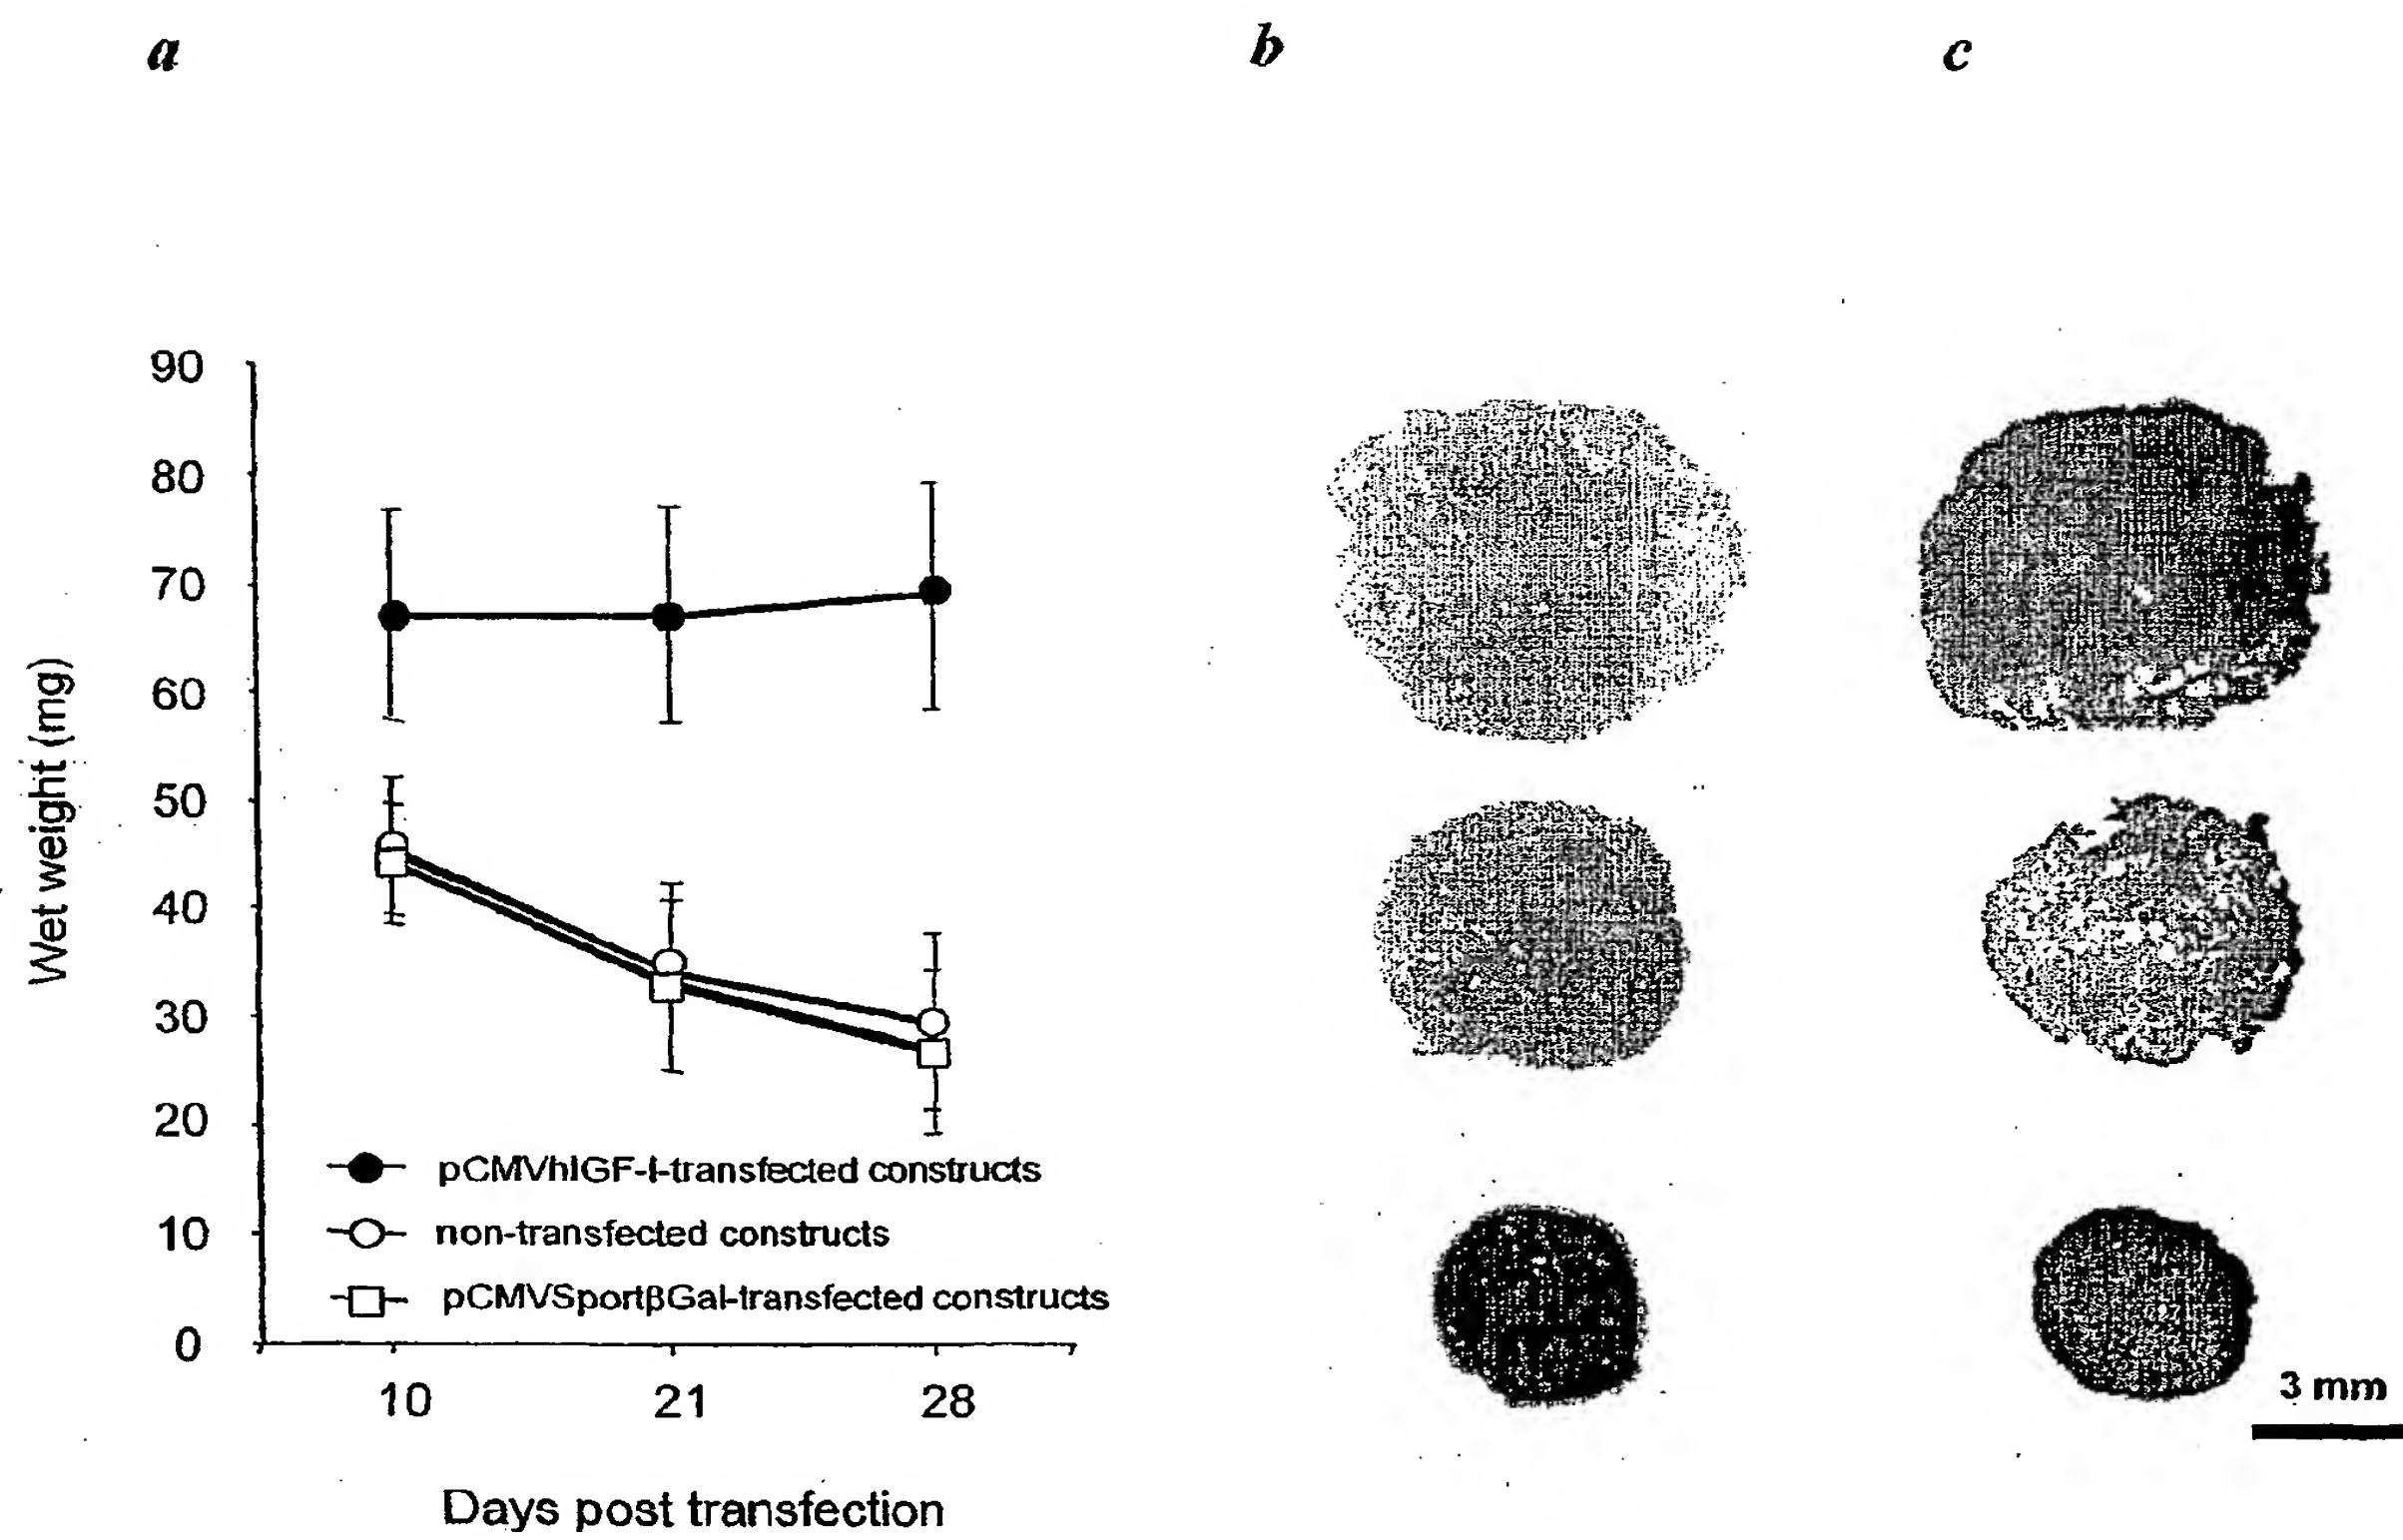 a
b
c
90
80
70
60
50
40
30
20
10
0
Wet weight (mg)
pCMVhIGF-I-transfected constructs
non-transfected constructs
pCMVSportβGal-transfected constructs
10 21 28
Days post transfection
3 mm